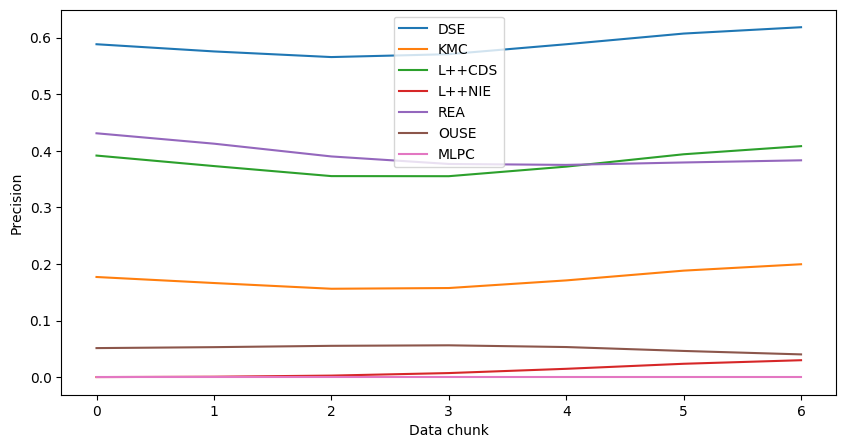 0.6
0.5
0.4
0.3
0.2
0.1
0.0
Precision
DSE
KMC
L++CDS
L++NIE
REA
OUSE
MLPC
0 1 2 3 4 5 6
Data chunk